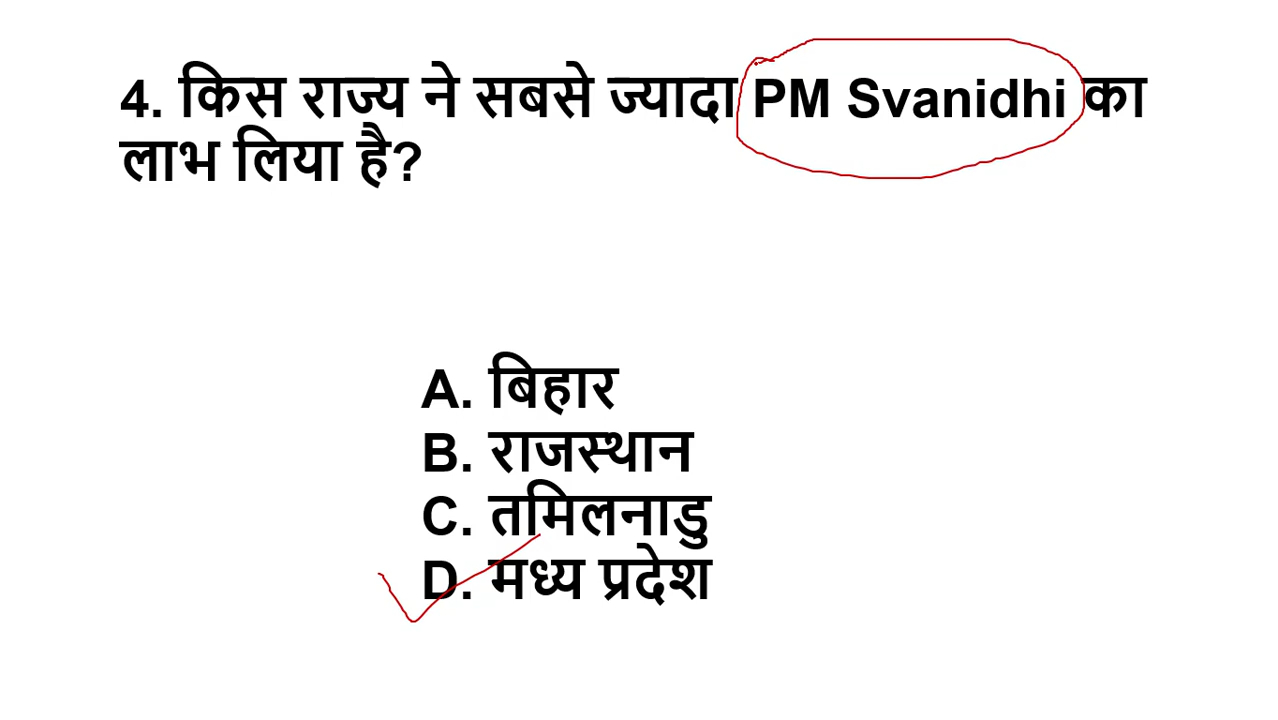 4. किस राज्य ने सबसे ज्यादा PM Svanidhi का
लाभ लिया है?
A. बिहार
B. राजस्थान
C. तमिलनाडु
D. मध्य प्रदेश